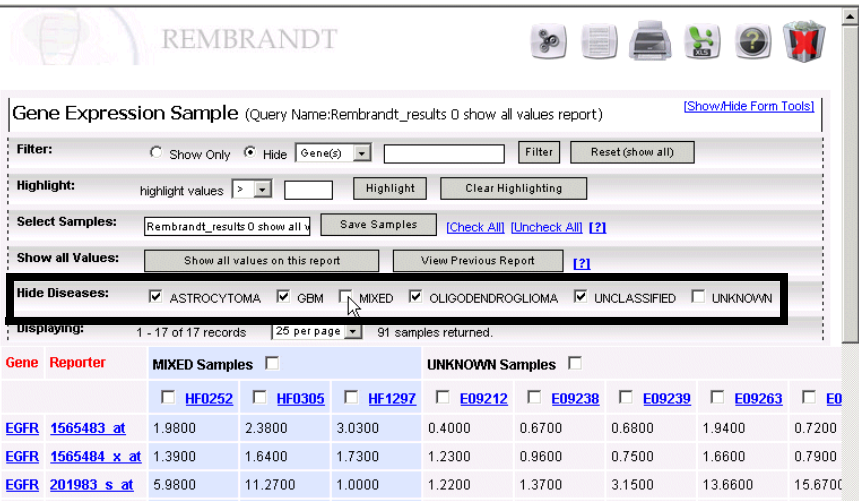 REMBRANDT
XLS ?
Gene Expression Sample (Query Name:Rembrandt_results 0 show all values report) [Show/Hide Form Tools]
Filter: Show Only Hide Gene(s) Filter Reset (show all)
Highlight: highlight values > Highlight Clear Highlighting
Select Samples: Rembrandt_results 0 show all v Save Samples [Check All] [Uncheck All] [?]
Show all Values: Show all values on this report View Previous Report [?]
Hide Diseases: ASTROCYTOMA GBM MIXED OLIGODENDROGLIOMA UNCLASSIFIED UNKNOWN
Displaying: 1 - 17 of 17 records 25 per page 91 samples returned.
Gene Reporter MIXED Samples UNKNOWN Samples
HF0252 HF0305 HF1297 E09212 E09238 E09239 E09263 E0
EGFR 1565483_at 1.9800 2.3800 3.0300 0.4000 0.6700 0.6800 1.9400 0.7200
EGFR 1565484_x_at 1.3900 1.6400 1.7300 1.2300 0.9600 0.7500 1.6600 0.7900
EGFR 201983_s_at 5.9800 11.2700 1.0000 1.2200 1.3700 3.1500 13.6600 15.6700